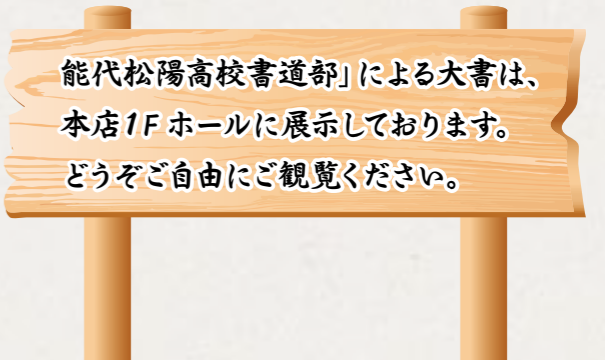 能代松陽高校書道部」による大書は、
本店1F ホールに展示しております。
どうぞご自由にご観覧ください。